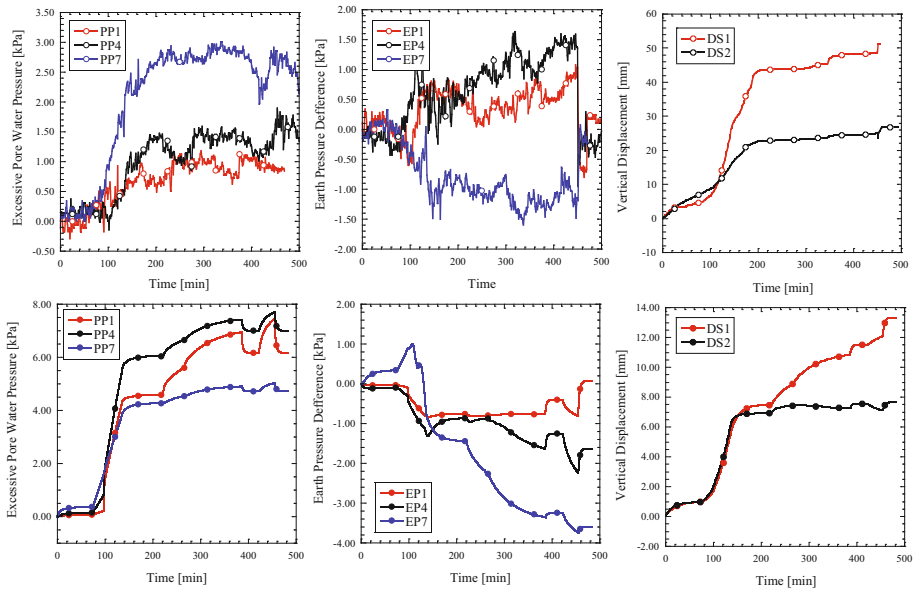 Excessive Pore Water Pressure [kPa]
3.50
3.00
2.50
2.00
1.50
1.00
0.50
0.00
-0.50
PP1
PP4
PP7
0 100 200 300 400 500
Time [min]
Earth Pressure Defference [kPa]
2.00
1.50
1.0
0.50
0.00
-0.50
-1.0
-1.50
-2.00
EP1
EP4
EP7
0 100 200 300 400 500
Time
Vertical Displacement [mm]
60
50
40
30
20
10
0
-10
DS1
DS2
0 100 200 300 400 500
Time [min]
Excessive Pore Water Pressure [kPa]
8.00
6.00
4.00
2.00
0.00
PP1
PP4
PP7
0 100 200 300 400 500
Time [min]
Earth Pressure Defference [kPa]
2.00
1.00
0.00
-1.00
-2.00
-3.00
-4.00
EP1
EP4
EP7
0 100 200 300 400 500
Time [min]
Vertical Displacement [mm]
14.00
12.00
10.00
8.00
6.00
4.00
2.00
0.00
-2.00
DS1
DS2
0 100 200 300 400 500
Time [min]